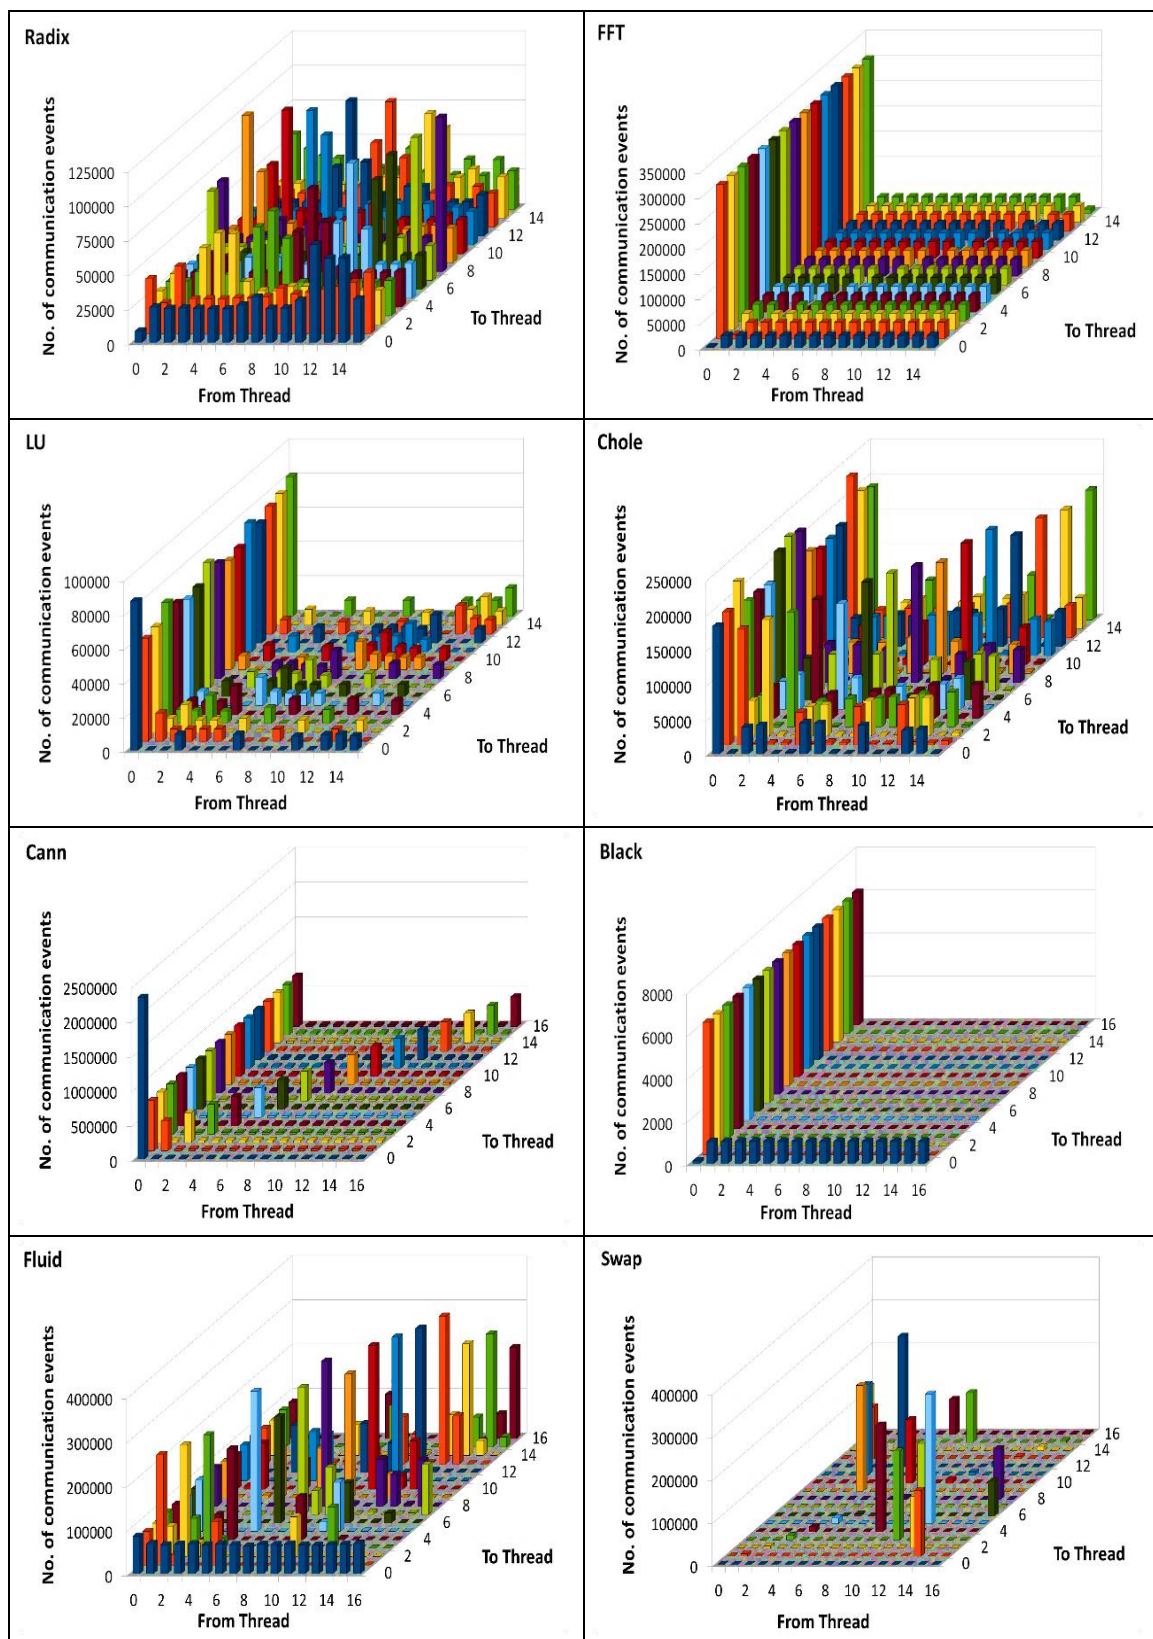 Radix
No. of communication events
125000
100000
75000
50000
25000
0
0 2 4 6 8 10 12 14
From Thread
0 2 4 6 8 10 12 14
To Thread
FFT
No. of communication events
350000
300000
250000
200000
150000
100000
50000
0
0 2 4 6 8 10 12 14
From Thread
0 2 4 6 8 10 12 14
To Thread
LU
No. of communication events
100000
80000
60000
40000
20000
0
0 2 4 6 8 10 12 14
From Thread
0 2 4 6 8 10 12 14
To Thread
Chole
No. of communication events
250000
200000
150000
100000
50000
0
0 2 4 6 8 10 12 14
From Thread
0 2 4 6 8 10 12 14
To Thread
Cann
No. of communication events
2500000
2000000
1500000
1000000
500000
0
0 2 4 6 8 10 12 14 16
From Thread
0 2 4 6 8 10 12 14 16
To Thread
Black
No. of communication events
8000
6000
4000
2000
0
0 2 4 6 8 10 12 14 16
From Thread
0 2 4 6 8 10 12 14 16
To Thread
Fluid
No. of communication events
400000
300000
200000
100000
0
0 2 4 6 8 10 12 14 16
From Thread
0 2 4 6 8 10 12 14 16
To Thread
Swap
No. of communication events
400000
300000
200000
100000
0
0 2 4 6 8 10 12 14 16
From Thread
0 2 4 6 8 10 12 14 16
To Thread